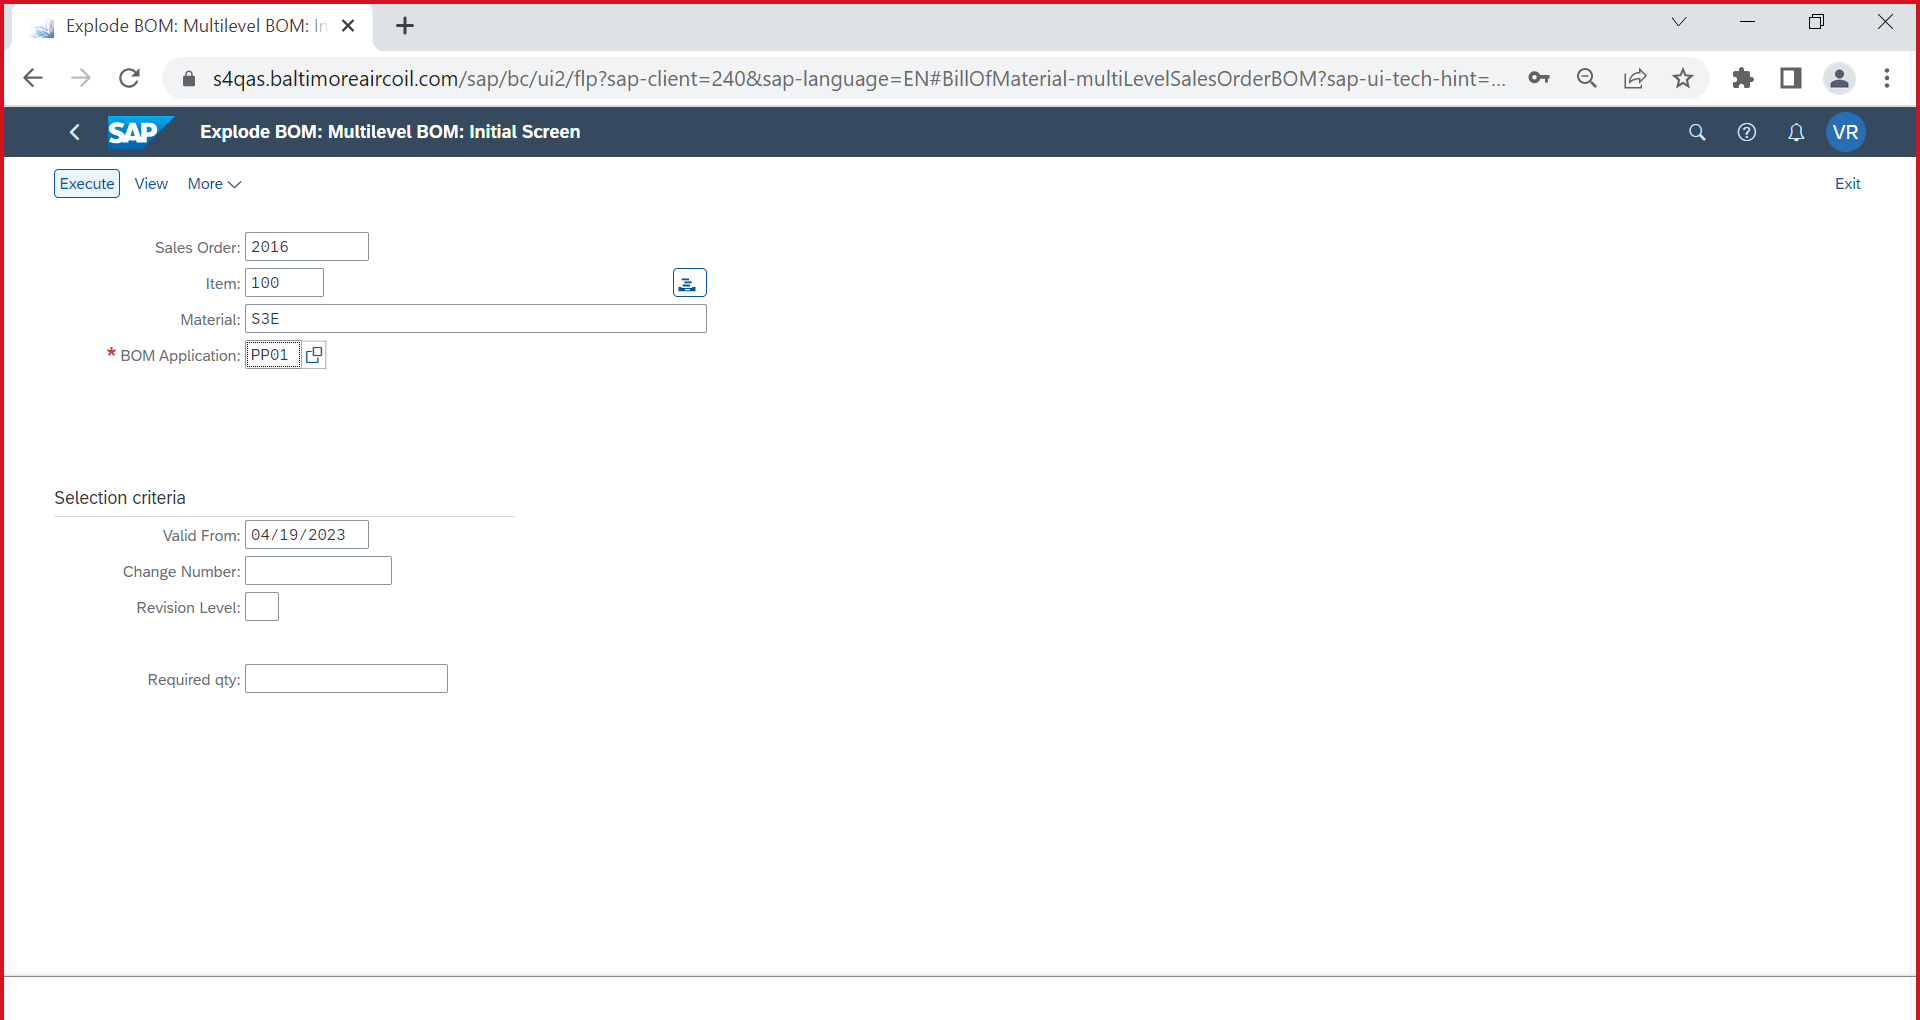 Explode BOM: Multilevel BOM: In
s4qas.baltimoreaircoil.com/sap/bc/ui2/flp?sap-client=240&sap-language=EN#BillOfMaterial-multiLevelSalesOrderBOM?sap-ui-tech-hint=...
SAP Explode BOM: Multilevel BOM: Initial Screen VR
Execute View More Exit
Sales Order: 2016
Item: 100
Material: S3E
* BOM Application: PP01
Selection criteria
Valid From: 04/19/2023
Change Number:
Revision Level:
Required qty: